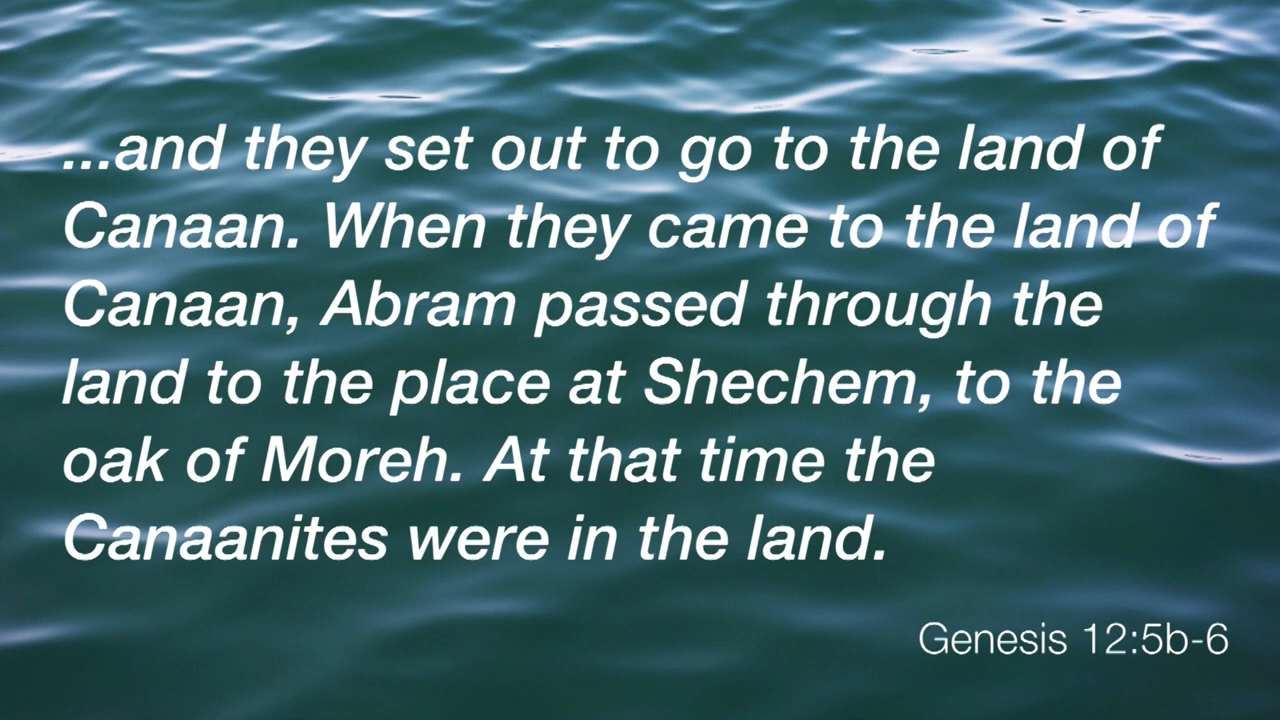 ...and they set out to go to the land of
Canaan. When they came to the land of
Canaan, Abram passed through the
land to the place at Shechem, to the
oak of Moreh. At that time the
Canaanites were in the land.
Genesis 12:5b-6